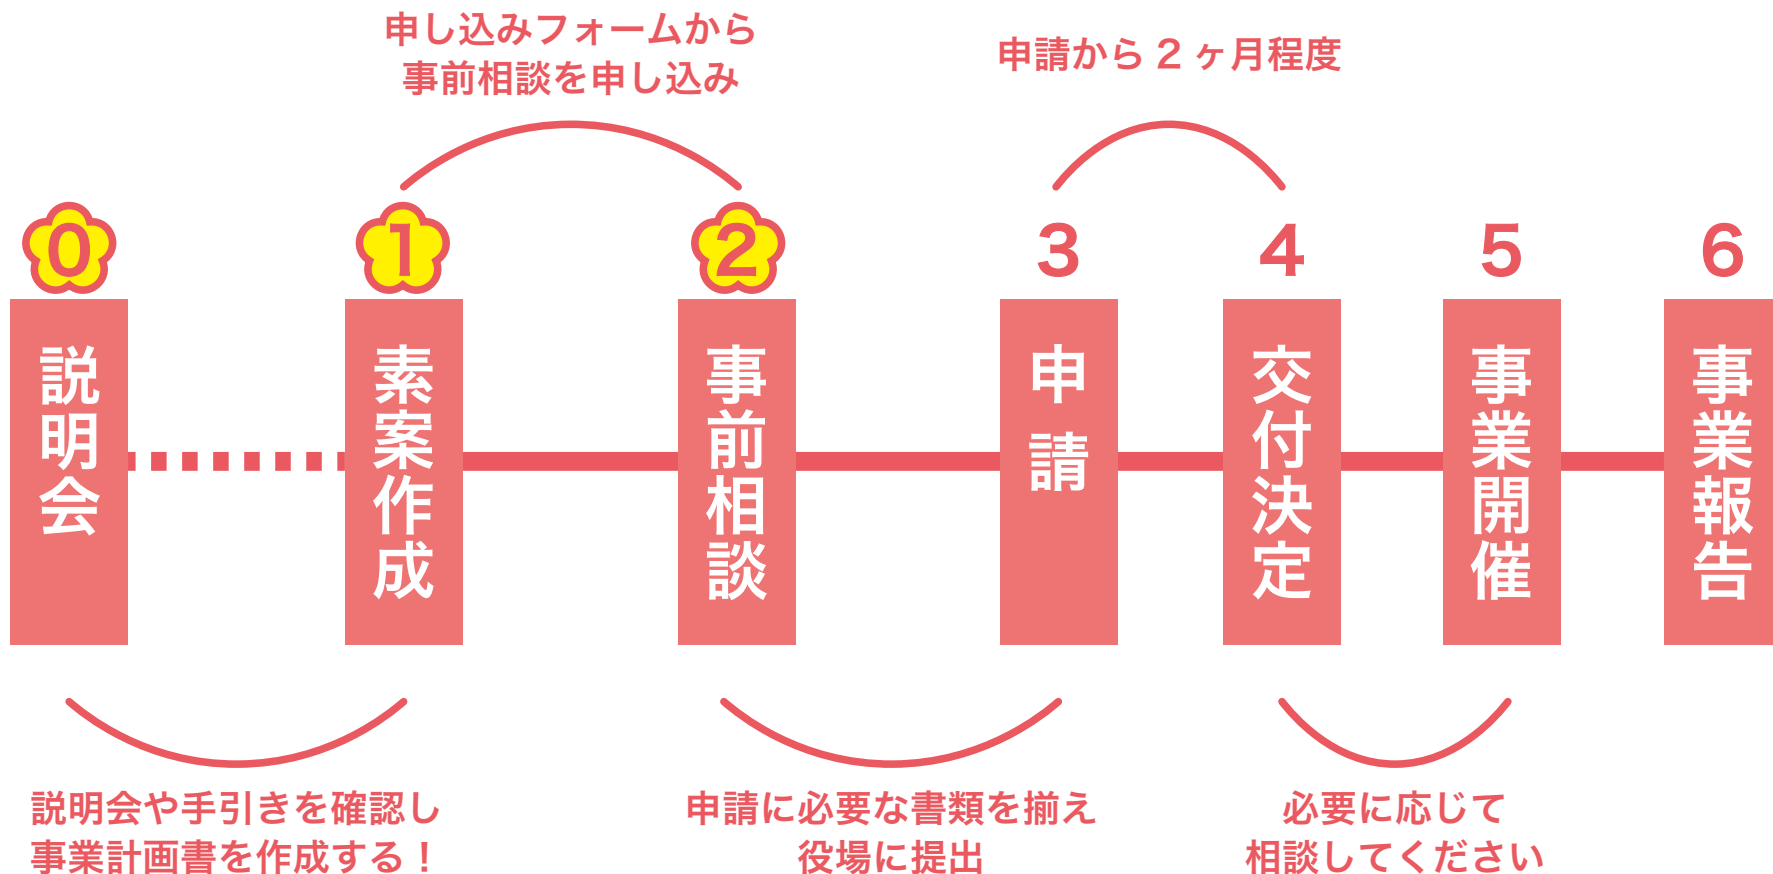 申し込みフォームから
事前相談を申し込み
申請から２ヶ月程度
0
説明会
1
素案作成
2
事前相談
3
申請
4
交付決定
5
事業開催
6
事業報告
説明会や手引きを確認し
事業計画書を作成する！
申請に必要な書類を揃え
役場に提出
必要に応じて
相談してください